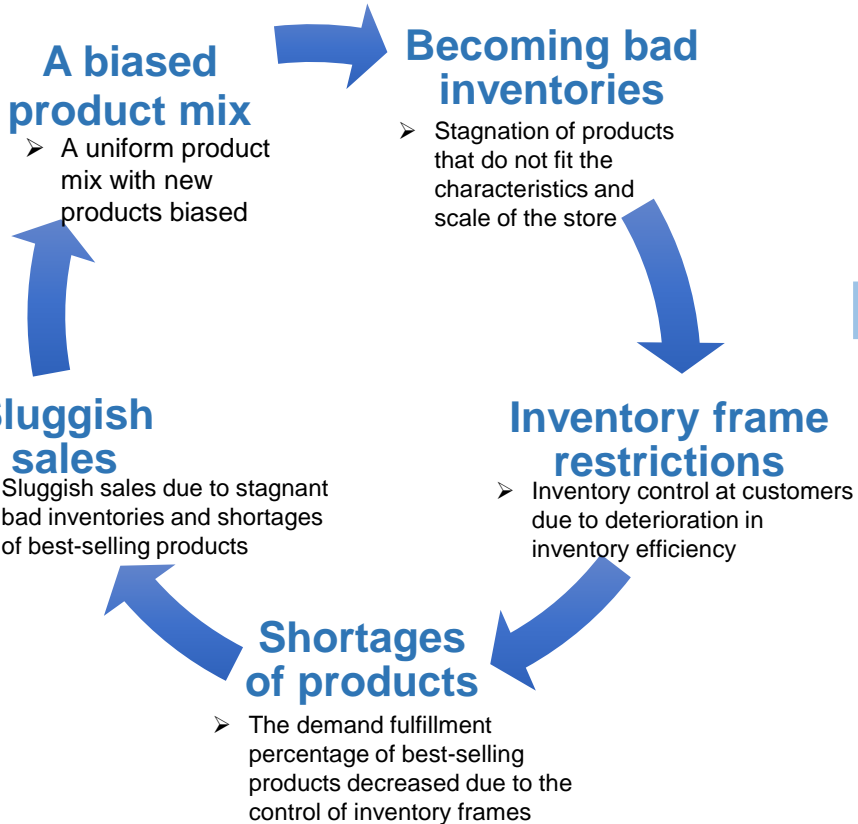 A biased
product mix
➢ A uniform product
mix with new
products biased
Becoming bad
inventories
➢ Stagnation of products
that do not fit the
characteristics and
scale of the store
Inventory frame
restrictions
➢ Inventory control at customers
due to deterioration in
inventory efficiency
Shortages
of products
➢ The demand fulfillment
percentage of best-selling
products decreased due to the
control of inventory frames
Sluggish
sales
Sluggish sales due to stagnant
bad inventories and shortages
of best-selling products